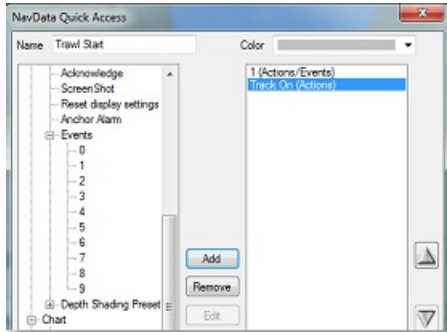 NavData Quick Access
Name Trawl Start Color
Acknowledge
ScreenShot
Reset display settings
Anchor Alarm
Events
0
1
2
3
4
5
6
7
8
9
Depth Shading Preset
Chart
Add
Remove
Edit
1 (Actions/Events)
Track On (Actions)